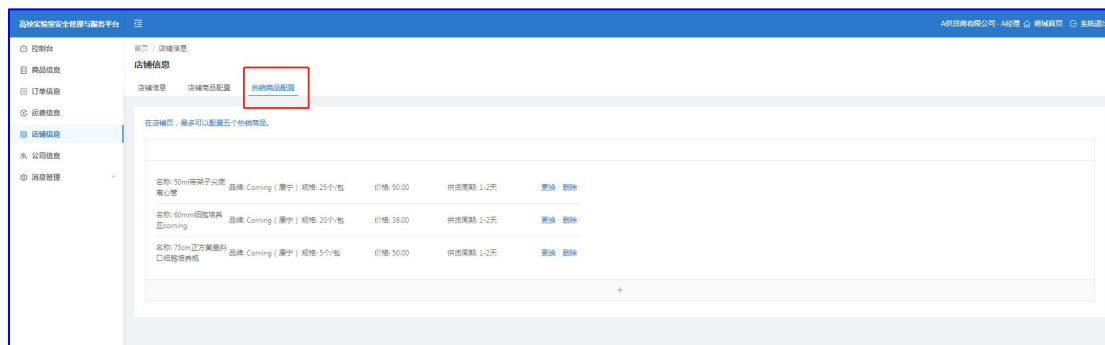 高校实验室安全管理与服务平台
A供货商有限公司 - A经理 商城首页 系统退出
控制台
商品信息
订单信息
运费信息
店铺信息
公司信息
消息管理
首页 / 店铺信息
店铺信息
店铺信息 店铺商品配置 热销商品配置
在店铺页，最多可以配置五个热销商品。
名称: 50ml带架子尖底
离心管
品牌: Corning（康宁） 规格: 25个/包 价格: 50.00 供货周期: 1-2天 更换 删除
名称: 60mm细胞培养
皿corning
品牌: Corning（康宁） 规格: 20个/包 价格: 38.00 供货周期: 1-2天 更换 删除
名称: 75cm正方黄盖斜
口细胞培养瓶
品牌: Corning（康宁） 规格: 5个/包 价格: 50.00 供货周期: 1-2天 更换 删除
+